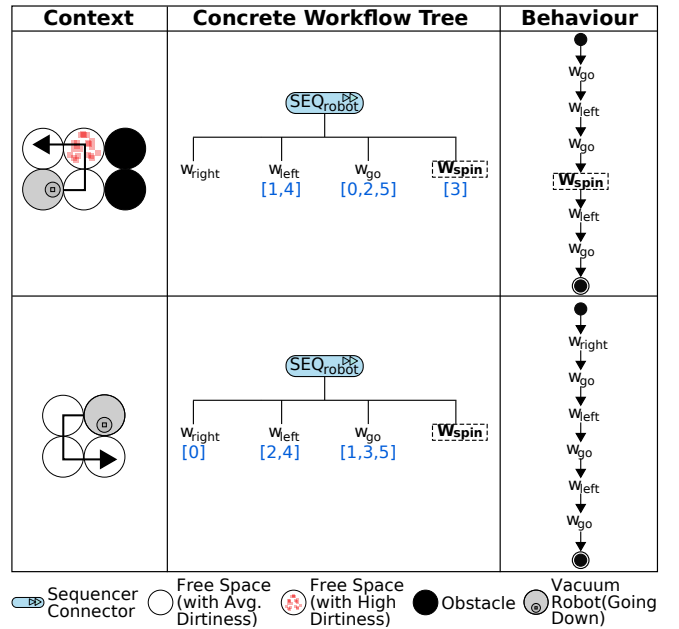 Context Concrete Workflow Tree Behaviour
SEQrobot
wright wleft wgo wspin
[1,4] [0,2,5] [3]
wgo
wleft
wgo
wspin
wleft
wgo
SEQrobot
wright wleft wgo wspin
[0] [2,4] [1,3,5]
wright
wgo
wleft
wgo
wleft
wgo
Sequencer
Connector
Free Space
(with Avg.
Dirtiness)
Free Space
(with High
Dirtiness)
Obstacle
Vacuum
Robot(Going
Down)